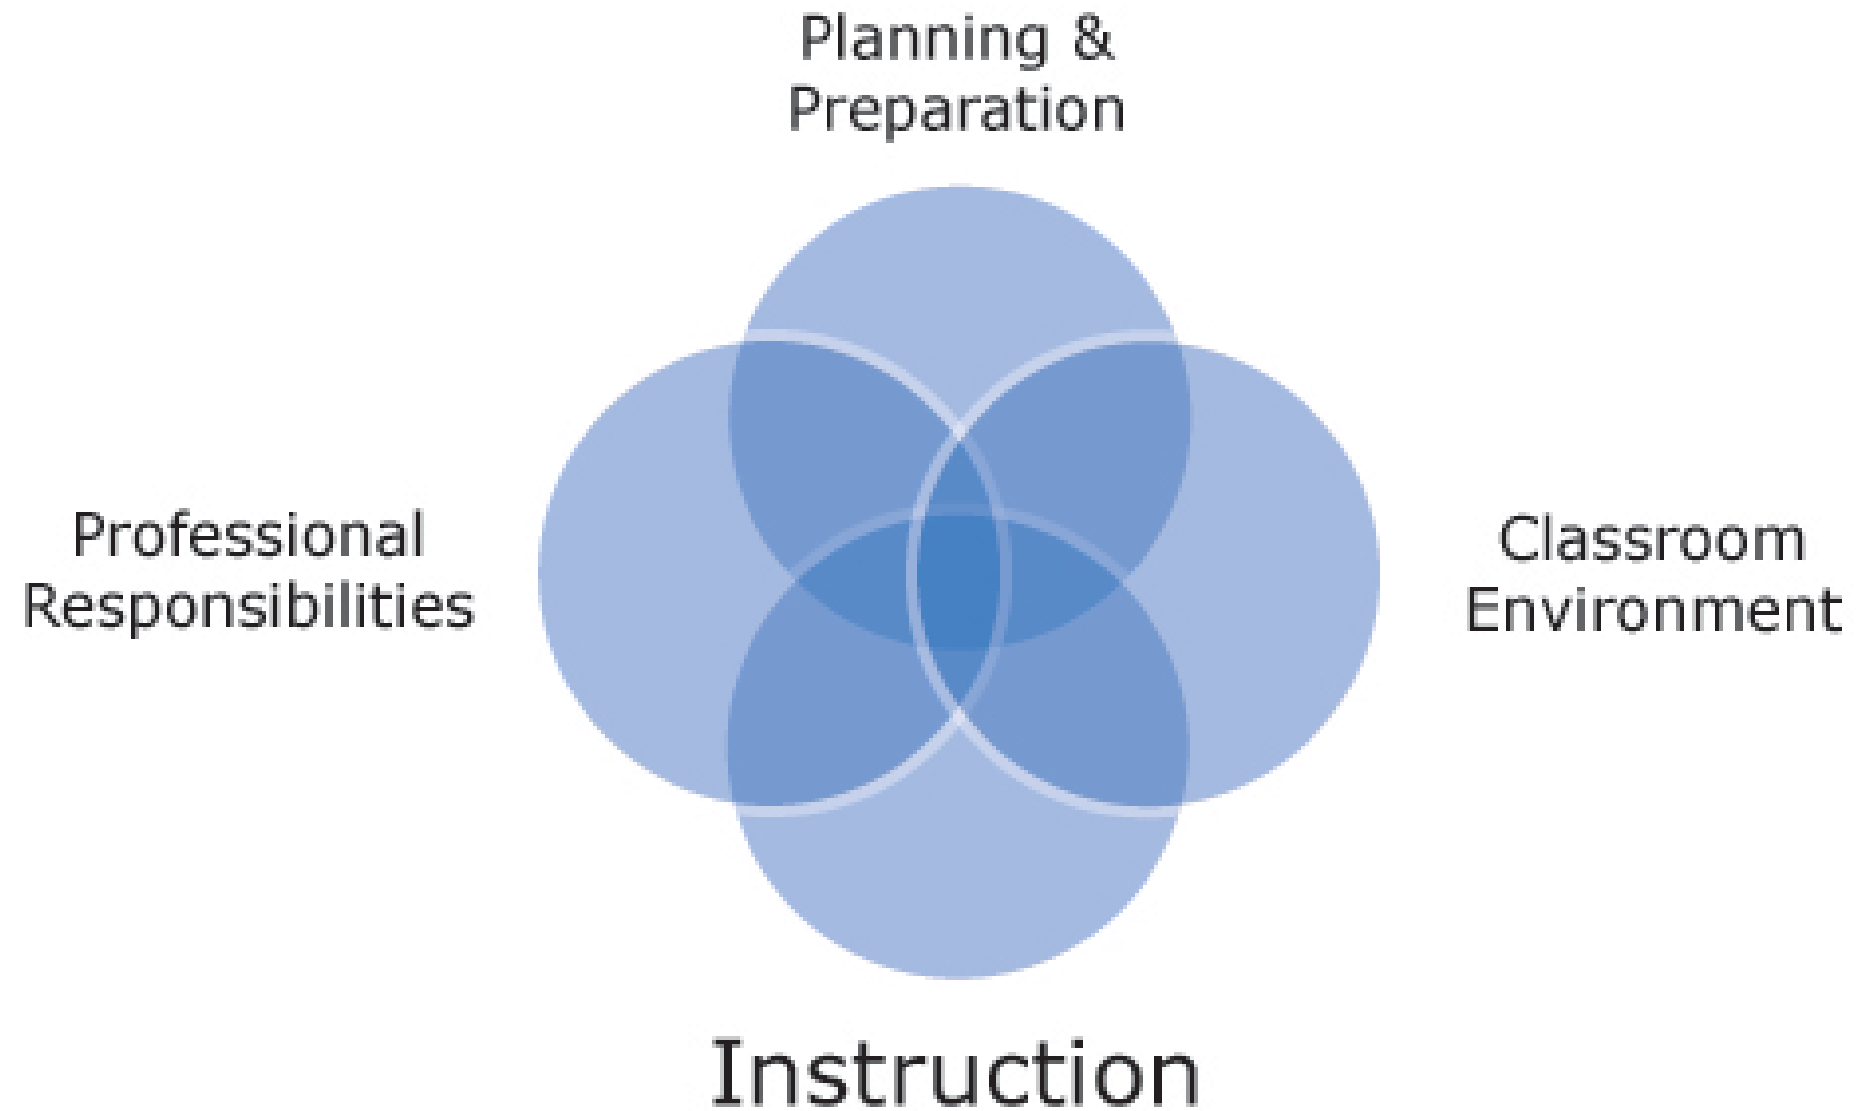 Planning &
Preparation
Professional
Responsibilities
Classroom
Environment
Instruction